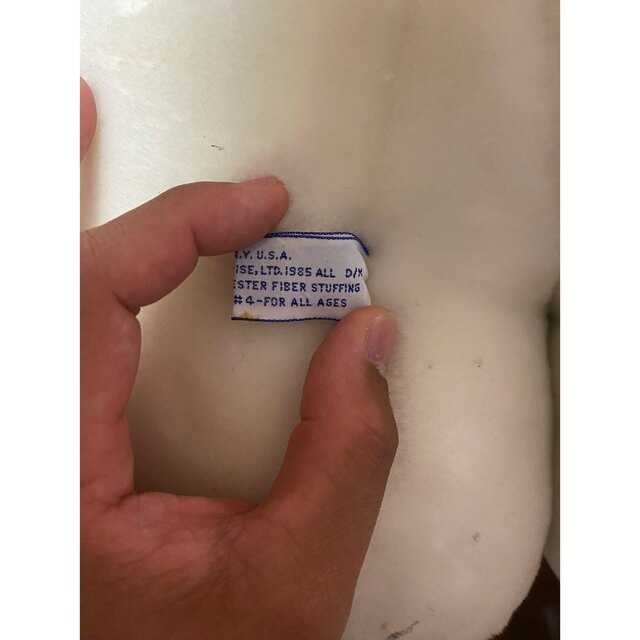 .Y. U.S.A.
ISE, LTD. 1985 ALL D/M
ESTER FIBER STUFFING
# 4-FOR ALL AGES